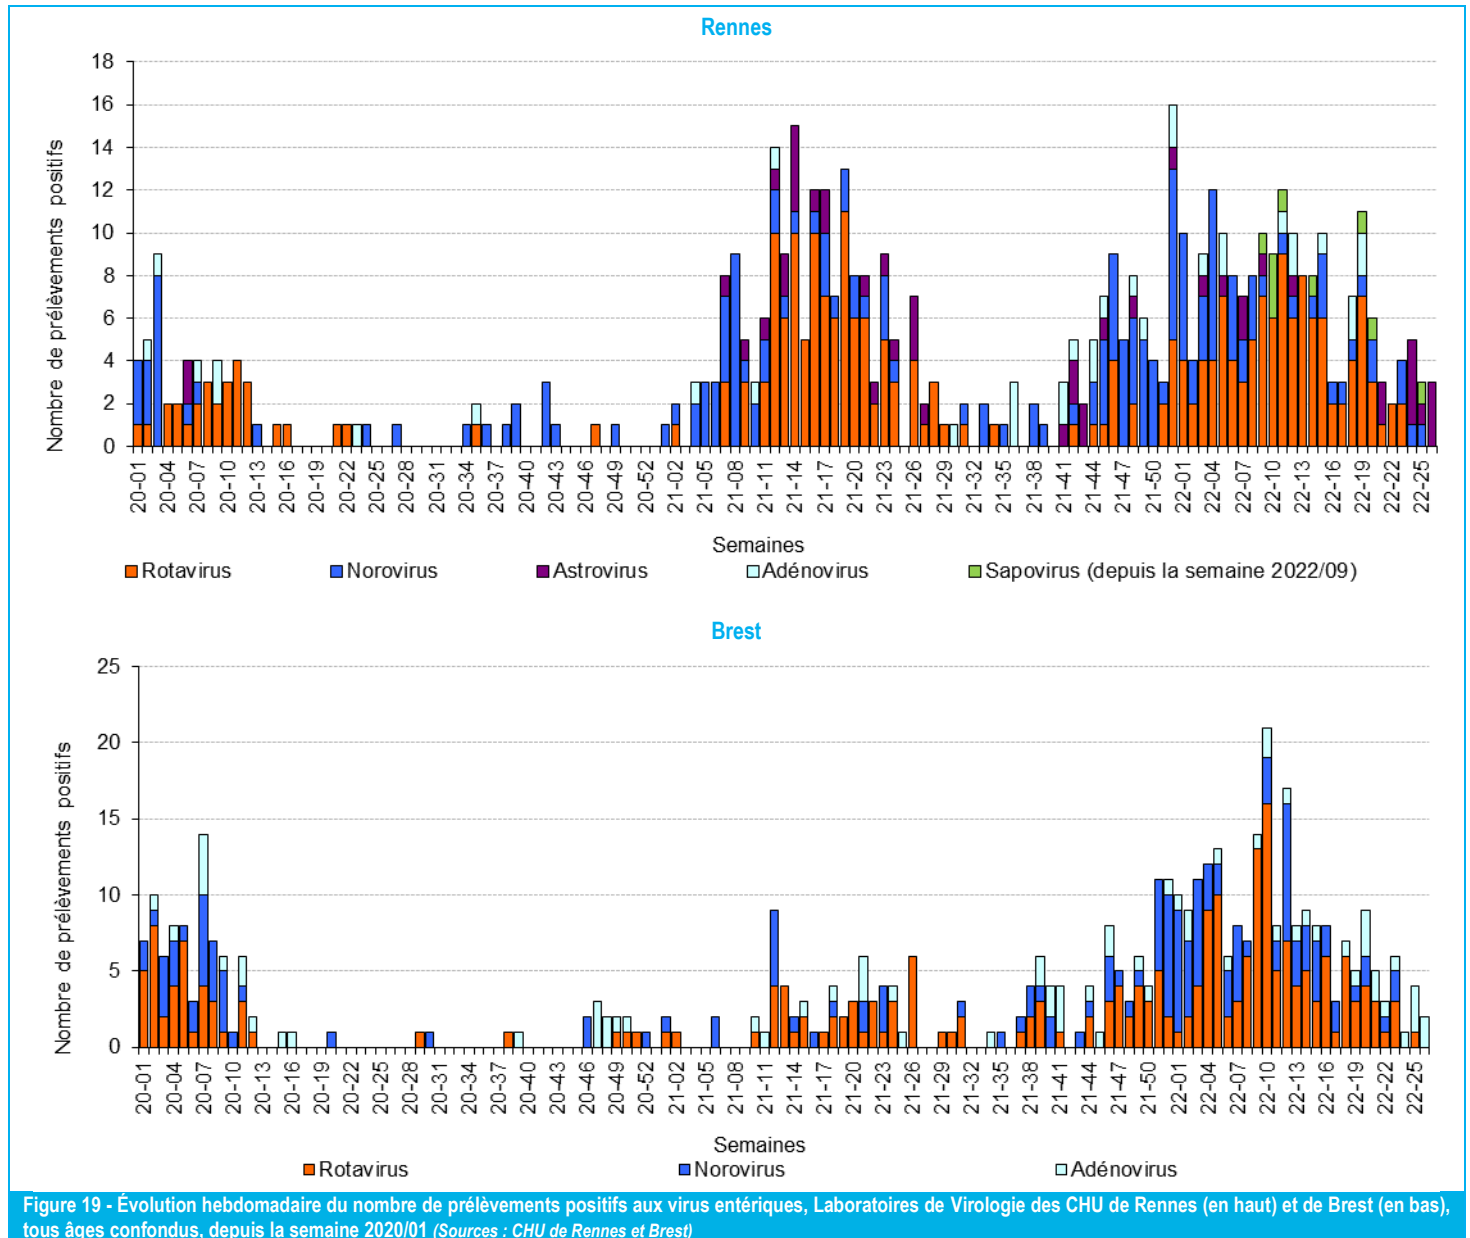 Rennes
18
16
14
12
10
8
6
4
2
0
Nombre de prélèvements positifs
20-01 20-04 20-07 20-10 20-13 20-16 20-19 20-22 20-25 20-28 20-31 20-34 20-37 20-40 20-43 20-46 20-49 20-52 21-02 21-05 21-08 21-11 21-14 21-17 21-20 21-23 21-26 21-29 21-32 21-35 21-38 21-41 21-44 21-47 21-50 22-01 22-04 22-07 22-10 22-13 22-16 22-19 22-22 22-25
Semaines
Rotavirus Norovirus Astrovirus Adénovirus Sapovirus (depuis la semaine 2022/09)
Brest
25
20
15
10
5
0
Nombre de prélèvements positifs
20-01 20-04 20-07 20-10 20-13 20-16 20-19 20-22 20-25 20-28 20-31 20-34 20-37 20-40 20-43 20-46 20-49 20-52 21-02 21-05 21-08 21-11 21-14 21-17 21-20 21-23 21-26 21-29 21-32 21-35 21-38 21-41 21-44 21-47 21-50 22-01 22-04 22-07 22-10 22-13 22-16 22-19 22-22 22-25
Semaines
Rotavirus Norovirus Adénovirus
Figure 19 - Évolution hebdomadaire du nombre de prélèvements positifs aux virus entériques, Laboratoires de Virologie des CHU de Rennes (en haut) et de Brest (en bas),
tous âges confondus, depuis la semaine 2020/01 (Sources : CHU de Rennes et Brest)